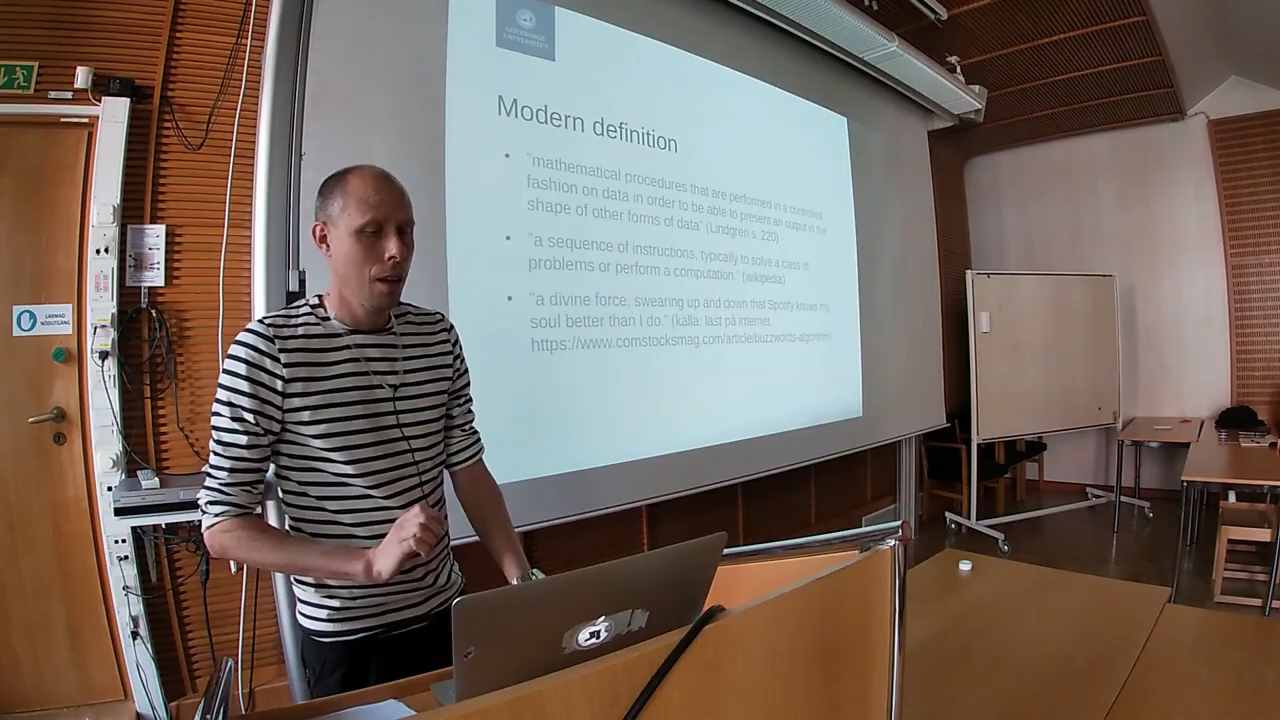 GÖTEBORGS
UNIVERSITET
Modern definition
• "mathematical procedures that are performed in a controlled
fashion on data in order to be able to present an output in the
shape of other forms of data" (Lindgren s. 220)
• "a sequence of instructions, typically to solve a class of
problems or perform a computation." (wikipedia)
• "a divine force, swearing up and down that Spotify knows my
soul better than I do." (källa: läst på internet,
https://www.comstocksmag.com/article/buzzwords-algorithm)
LARMAD
NÖDUTGÅNG